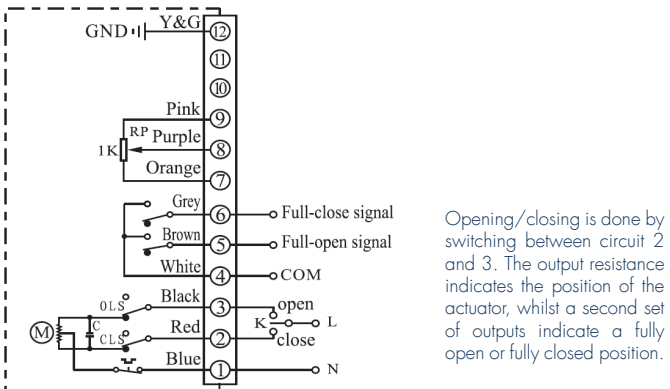 GND Y&G 12
11
10
Pink 9
RP Purple 8
1K
Orange 7
Grey 6 Full-close signal
Brown 5 Full-open signal
White 4 COM
OLS Black 3 open
M C K L
CLS Red 2 close
Blue 1 N
Opening/closing is done by
switching between circuit 2
and 3. The output resistance
indicates the position of the
actuator, whilst a second set
of outputs indicate a fully
open or fully closed position.